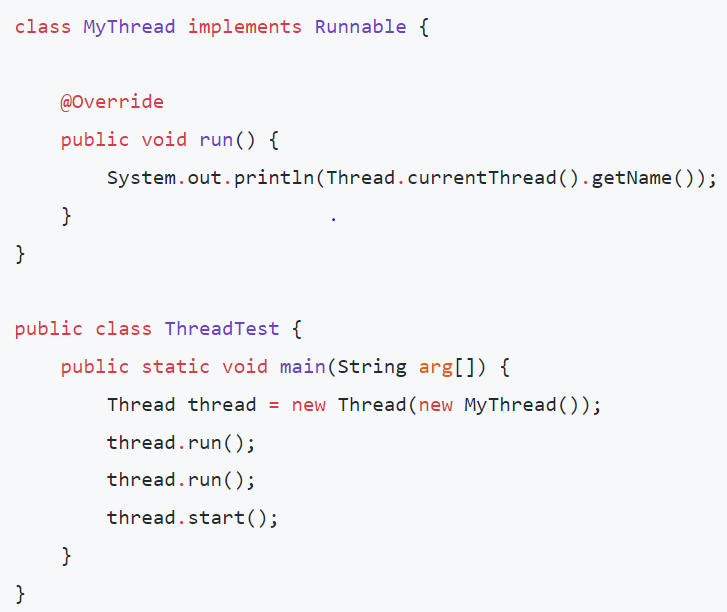 class MyThread implements Runnable {
@Override
public void run() {
System.out.println(Thread.currentThread().getName());
}
}
public class ThreadTest {
public static void main(String arg[]) {
Thread thread = new Thread(new MyThread());
thread.run();
thread.run();
thread.start();
}
}